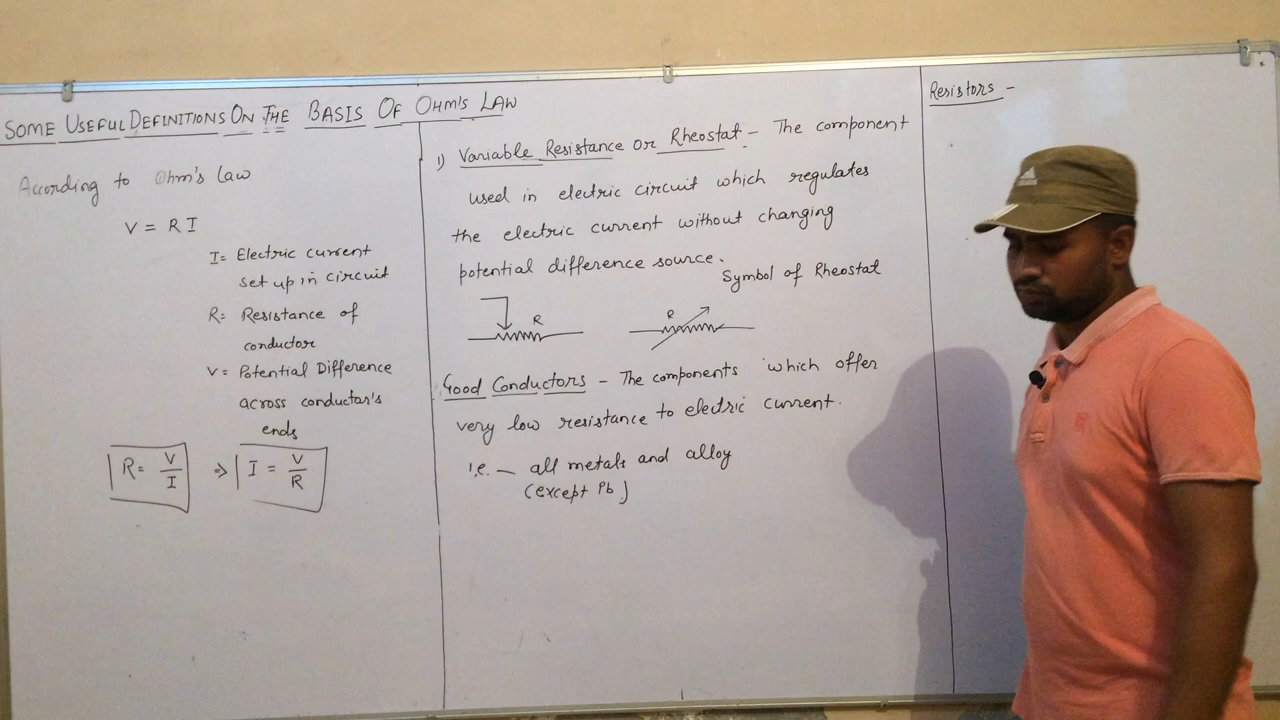 SOME USEFUL DEFINITIONS ON THE BASIS OF OHM'S LAW
According to Ohm's Law
V = R I
I = Electric current
set up in circuit
R = Resistance of
conductor
V = Potential Difference
across conductor's
ends
R = V/I ⇒ I = V/R
1) Variable Resistance or Rheostat - The component
used in electric circuit which regulates
the electric current without changing
potential difference source.
Symbol of Rheostat
R
R
Good Conductors - The components which offer
very low resistance to electric current.
i.e. - all metals and alloy
(except Pb)
Resistors -